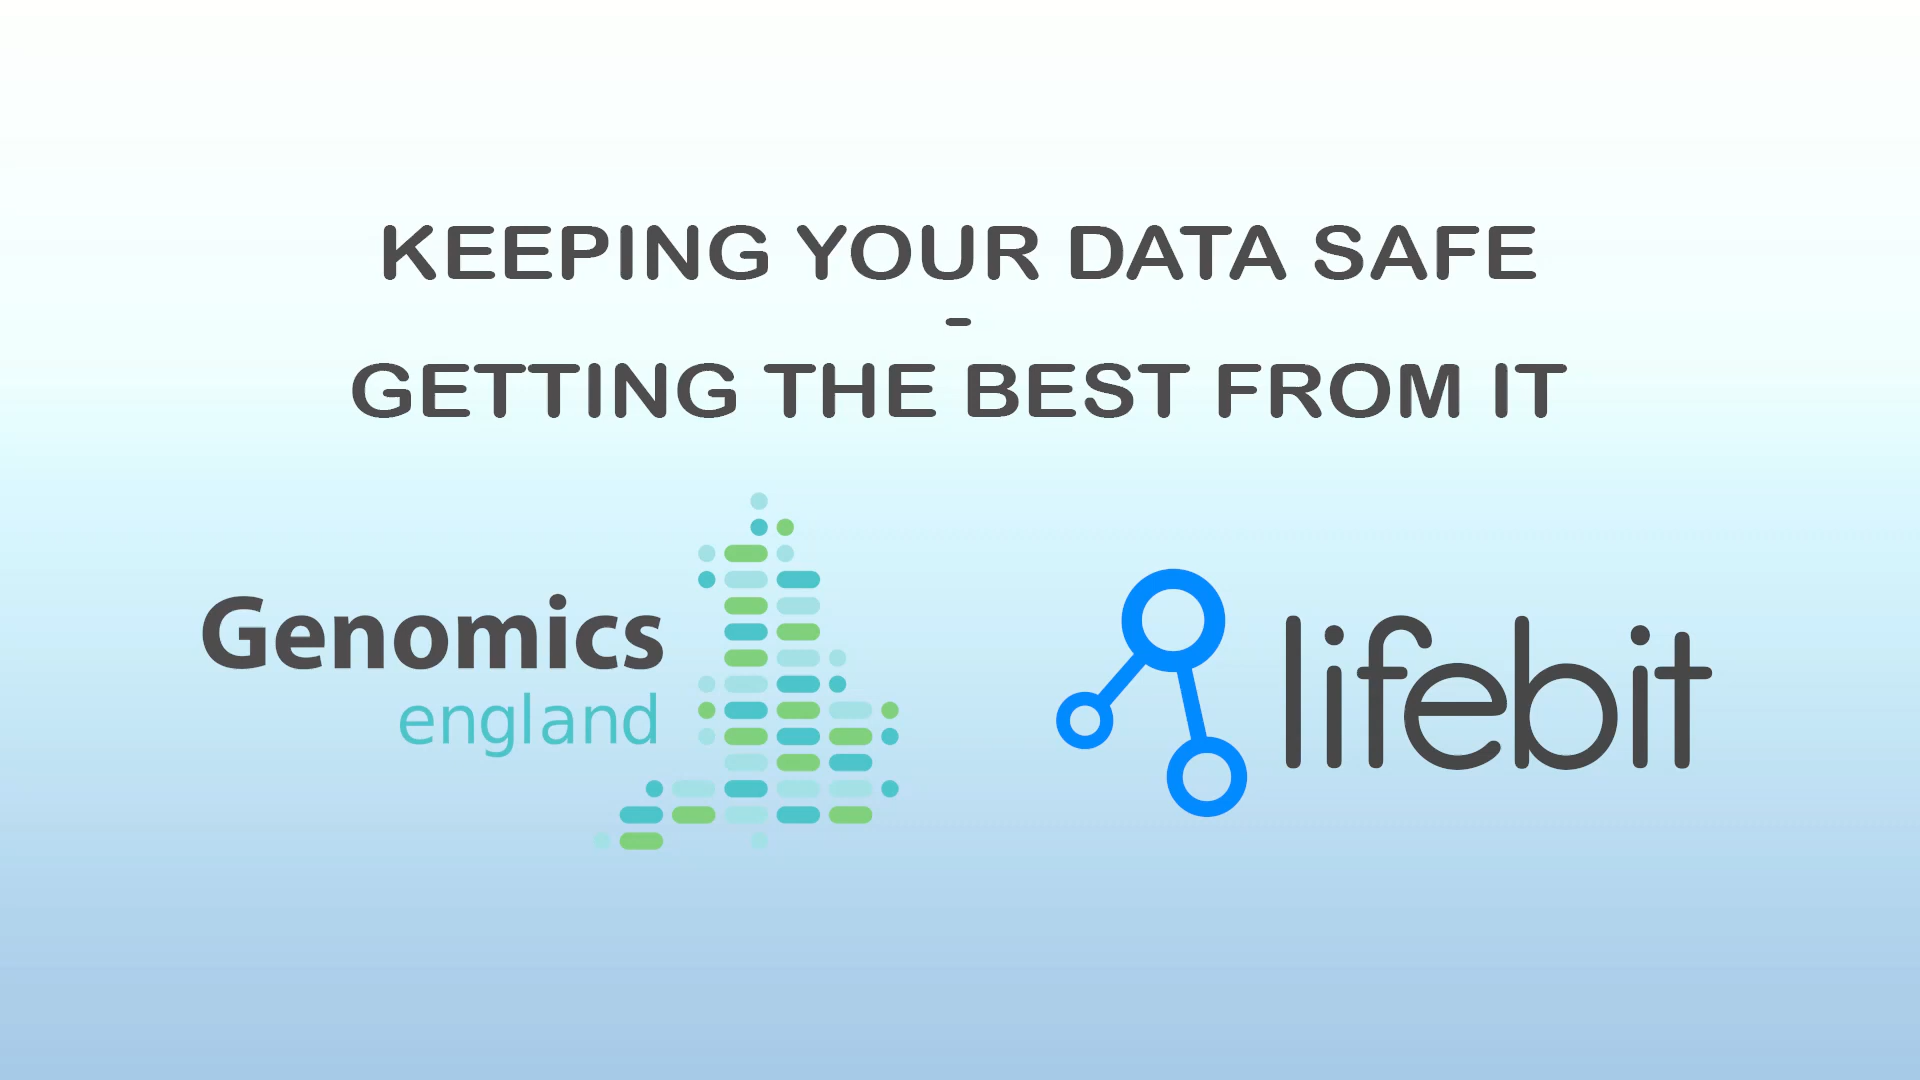 KEEPING YOUR DATA SAFE
-
GETTING THE BEST FROM IT
Genomics
england
lifebit